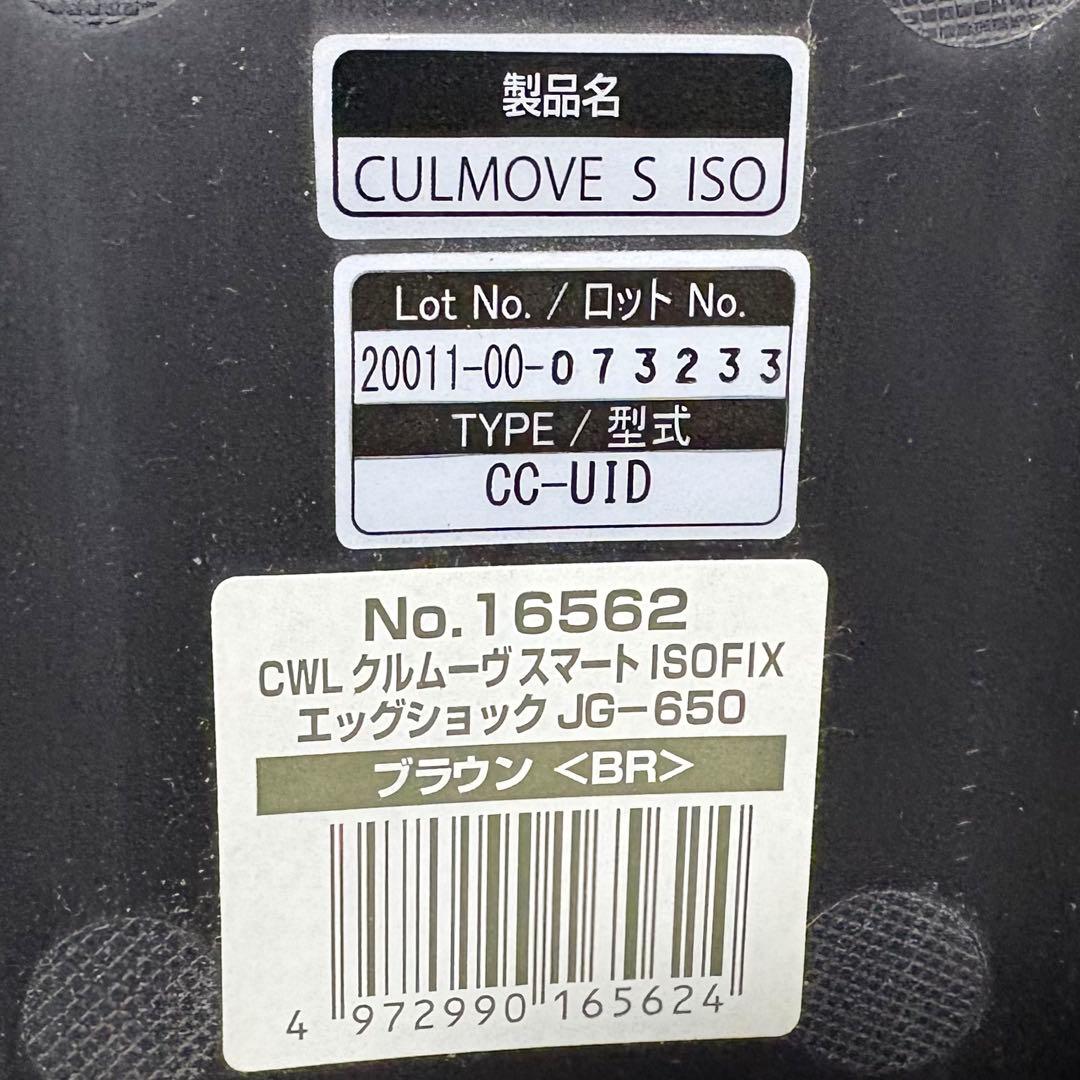 製品名
CULMOVE S ISO
Lot No. / ロット No.
20011-00-073233
TYPE / 型式
CC-UID
No.16562
CWL クルムーヴ スマート ISOFIX
エッグショック JG-650
ブラウン <BR>
4 972990 165624